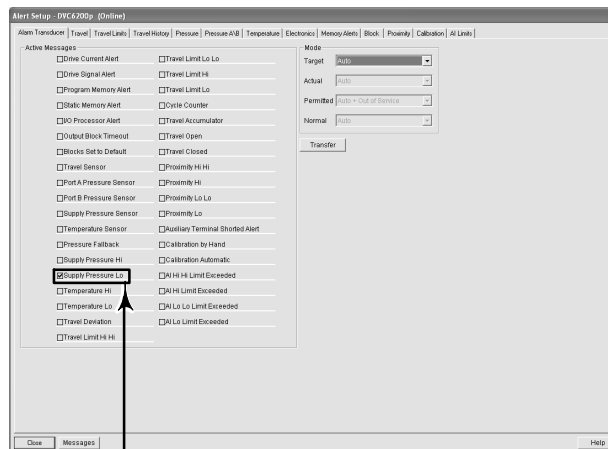 Alert Setup - DVC6200p (Online)
Alarm Transducer Travel Travel Limits Travel History Pressure Pressure A\B Temperature Electronics Memory Alerts Block Proximity Calibration AI Limits
Active Messages
Drive Current Alert
Drive Signal Alert
Program Memory Alert
Static Memory Alert
I/O Processor Alert
Output Block Timeout
Blocks Set to Default
Travel Sensor
Port A Pressure Sensor
Port B Pressure Sensor
Supply Pressure Sensor
Temperature Sensor
Pressure Fallback
Supply Pressure Hi
Supply Pressure Lo
Temperature Hi
Temperature Lo
Travel Deviation
Travel Limit Hi Hi
Travel Limit Lo Lo
Travel Limit Hi
Travel Limit Lo
Cycle Counter
Travel Accumulator
Travel Open
Travel Closed
Proximity Hi Hi
Proximity Hi
Proximity Lo Lo
Proximity Lo
Auxiliary Terminal Shorted Alert
Calibration by Hand
Calibration Automatic
AI Hi Hi Limit Exceeded
AI Hi Limit Exceeded
AI Lo Lo Limit Exceeded
AI Lo Limit Exceeded
Mode
Target Auto
Actual Auto
Permitted Auto + Out of Service
Normal Auto
Transfer
Close Messages Help